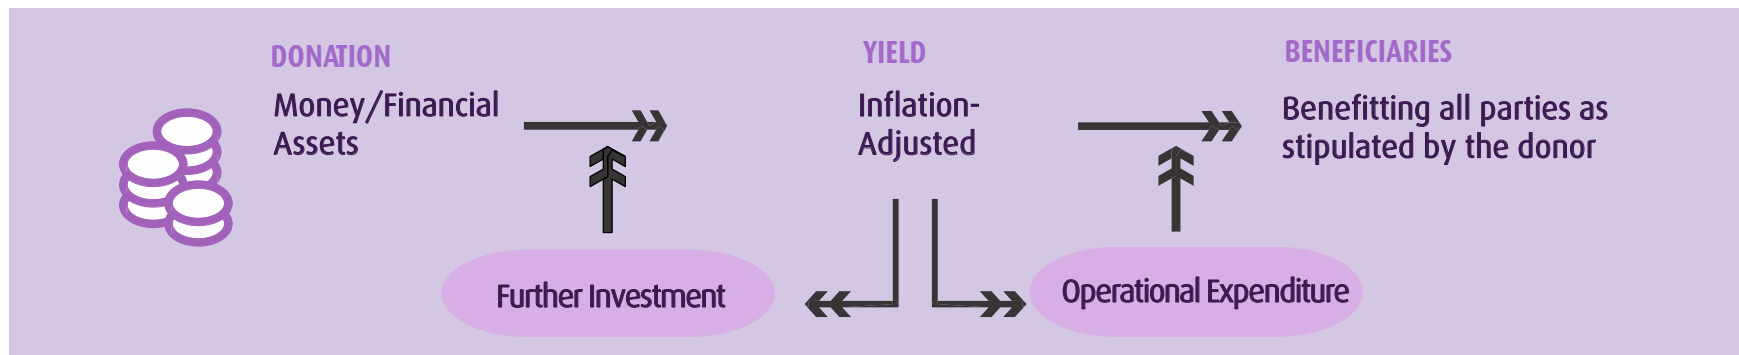 DONATION
Money/Financial
Assets
YIELD
Inflation-
Adjusted
BENEFICIARIES
Benefitting all parties as
stipulated by the donor
Further Investment
Operational Expenditure